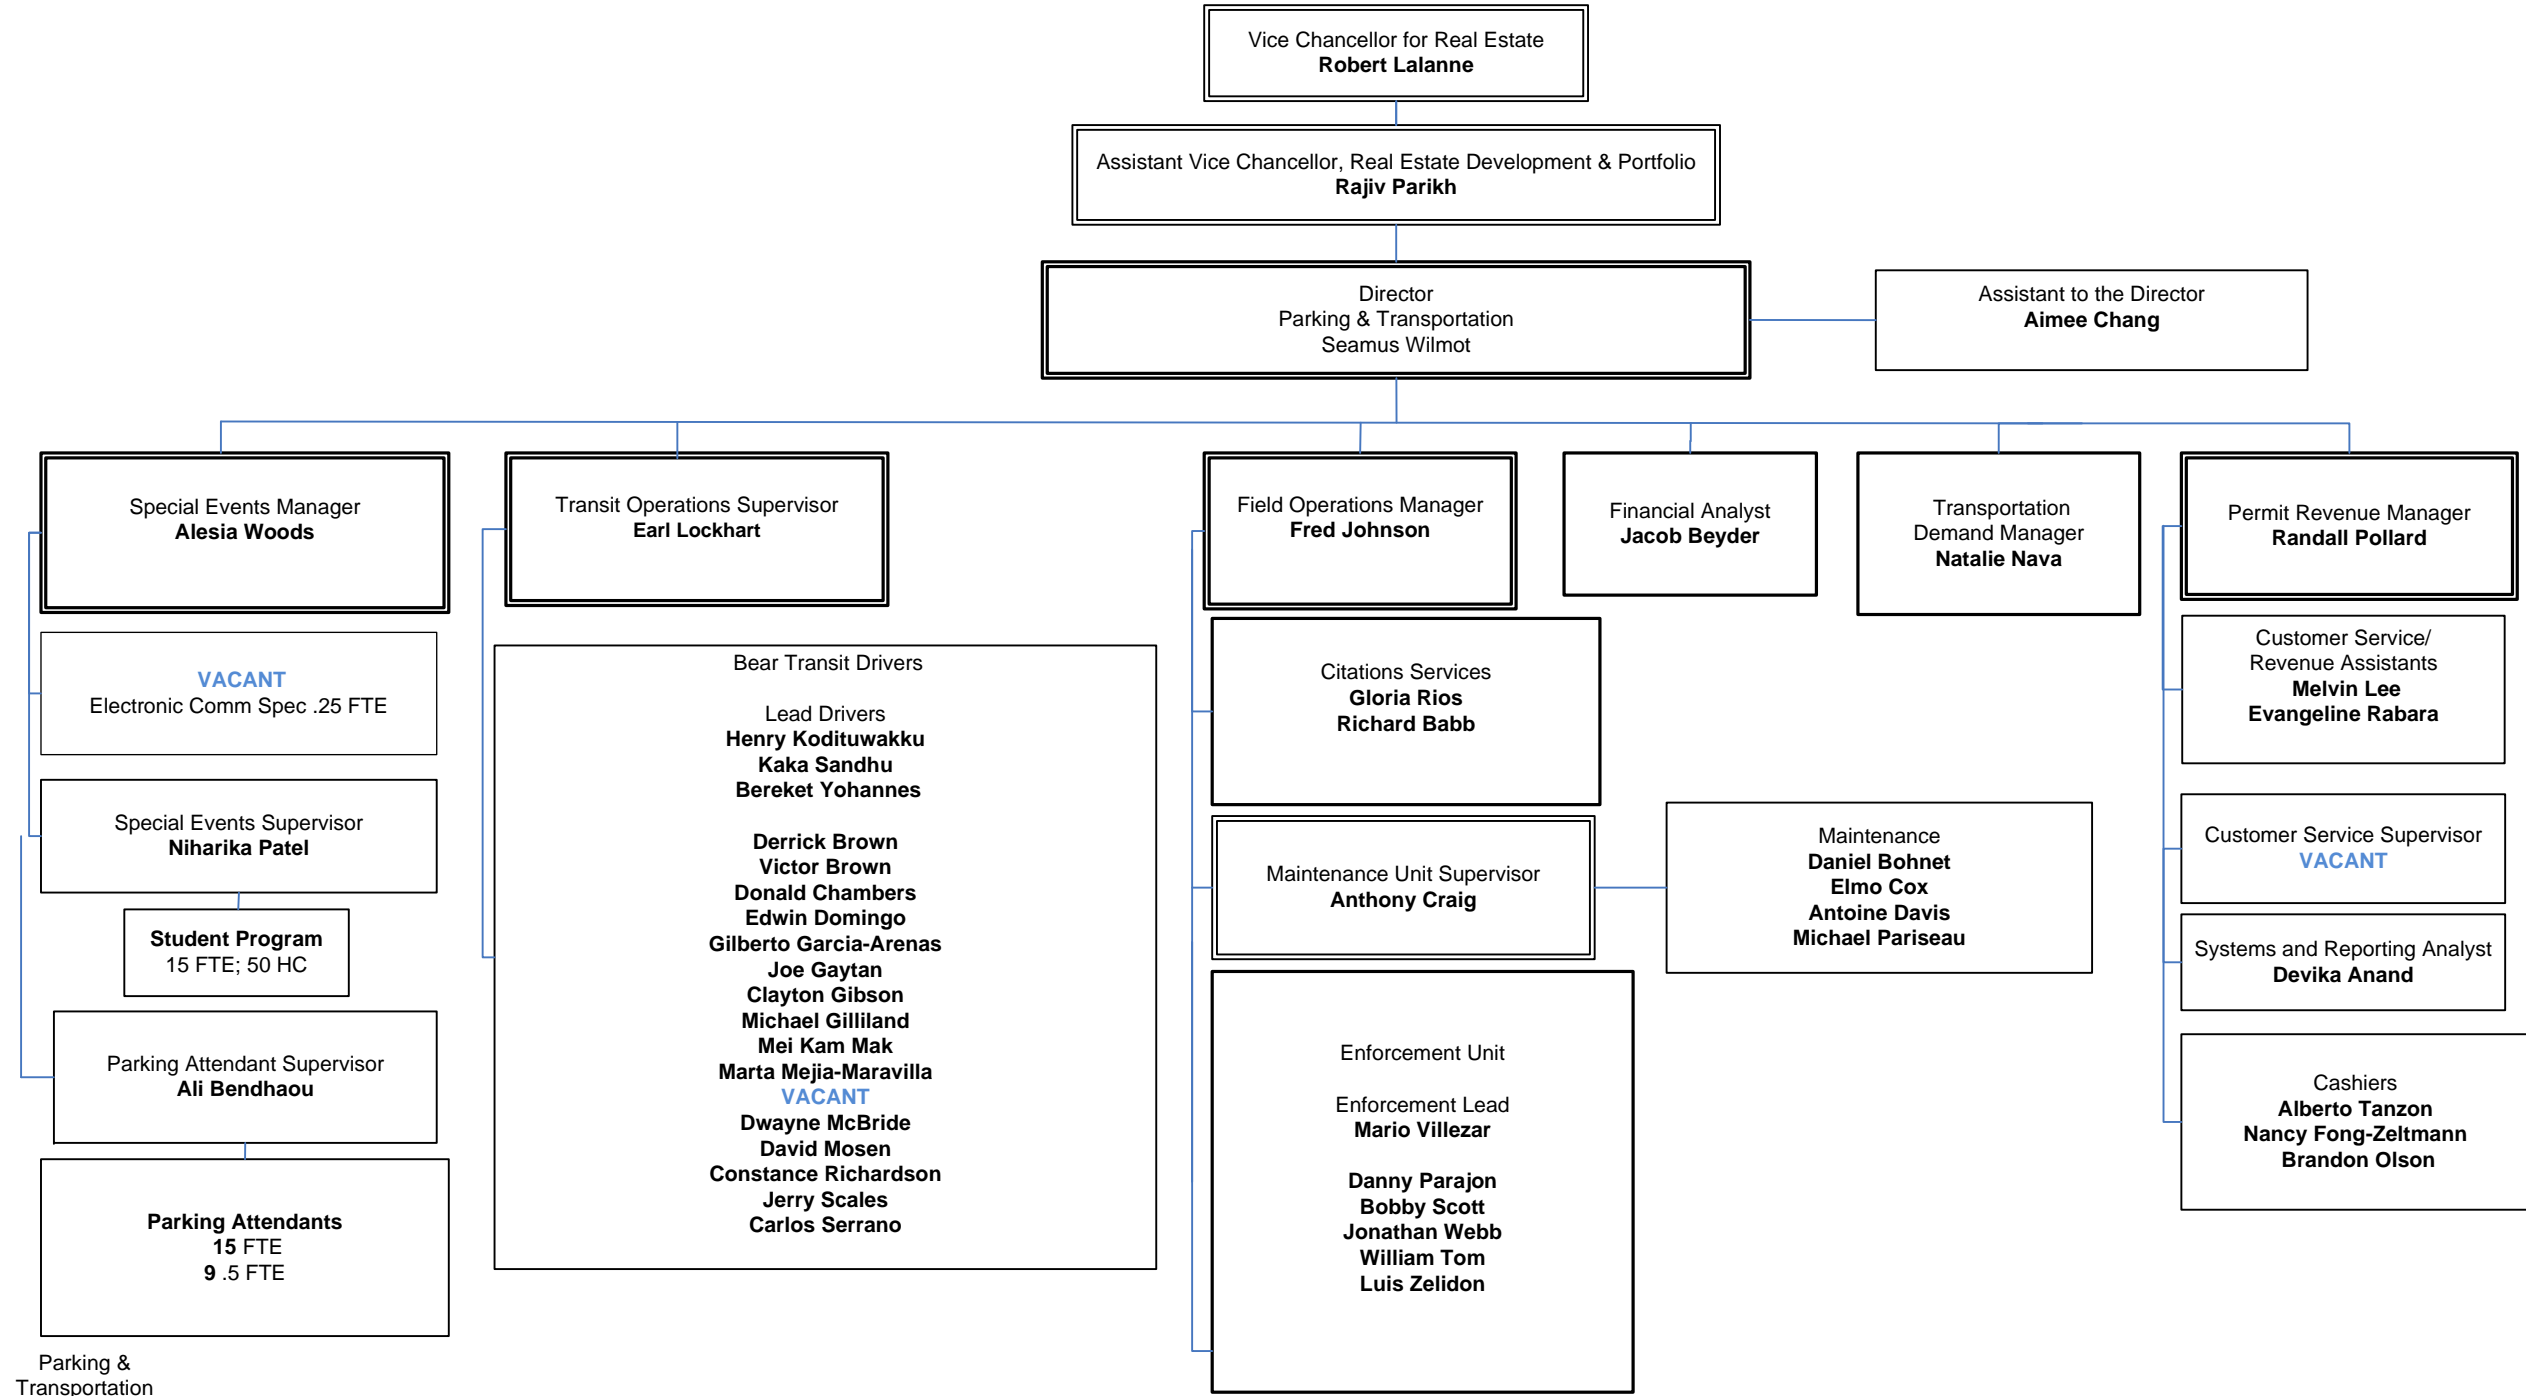 Vice Chancellor for Real Estate
Robert Lalanne
Assistant Vice Chancellor, Real Estate Development & Portfolio
Rajiv Parikh
Director
Parking & Transportation
Seamus Wilmot
Assistant to the Director
Aimee Chang
Special Events Manager
Alesia Woods
VACANT
Electronic Comm Spec .25 FTE
Special Events Supervisor
Niharika Patel
Student Program
15 FTE; 50 HC
Parking Attendant Supervisor
Ali Bendhaou
Parking Attendants
15 FTE
9 .5 FTE
Transit Operations Supervisor
Earl Lockhart
Bear Transit Drivers
Lead Drivers
Henry Kodituwakku
Kaka Sandhu
Bereket Yohannes
Derrick Brown
Victor Brown
Donald Chambers
Edwin Domingo
Gilberto Garcia-Arenas
Joe Gaytan
Clayton Gibson
Michael Gilliland
Mei Kam Mak
Marta Mejia-Maravilla
VACANT
Dwayne McBride
David Mosen
Constance Richardson
Jerry Scales
Carlos Serrano
Field Operations Manager
Fred Johnson
Citations Services
Gloria Rios
Richard Babb
Maintenance Unit Supervisor
Anthony Craig
Maintenance
Daniel Bohnet
Elmo Cox
Antoine Davis
Michael Pariseau
Enforcement Unit
Enforcement Lead
Mario Villezar
Danny Parajon
Bobby Scott
Jonathan Webb
William Tom
Luis Zelidon
Financial Analyst
Jacob Beyder
Transportation
Demand Manager
Natalie Nava
Permit Revenue Manager
Randall Pollard
Customer Service/
Revenue Assistants
Melvin Lee
Evangeline Rabara
Customer Service Supervisor
VACANT
Systems and Reporting Analyst
Devika Anand
Cashiers
Alberto Tanzon
Nancy Fong-Zeltmann
Brandon Olson
Parking &
Transportation